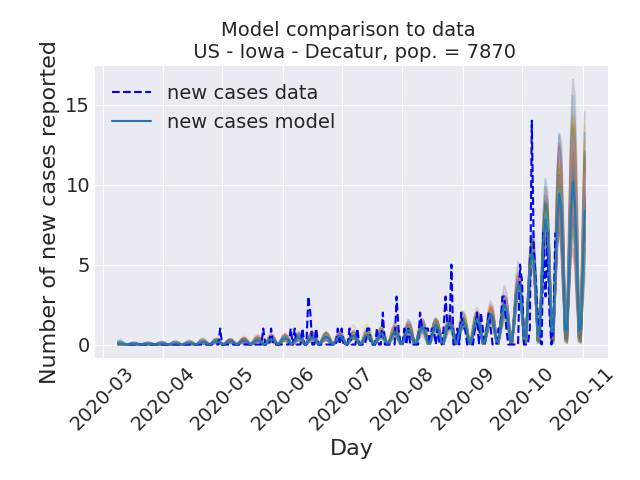 Model comparison to data
US - Iowa - Decatur, pop. = 7870
new cases data
new cases model
Number of new cases reported
15
10
5
0
2020-03
2020-04
2020-05
2020-06
2020-07
2020-08
2020-09
2020-10
2020-11
Day